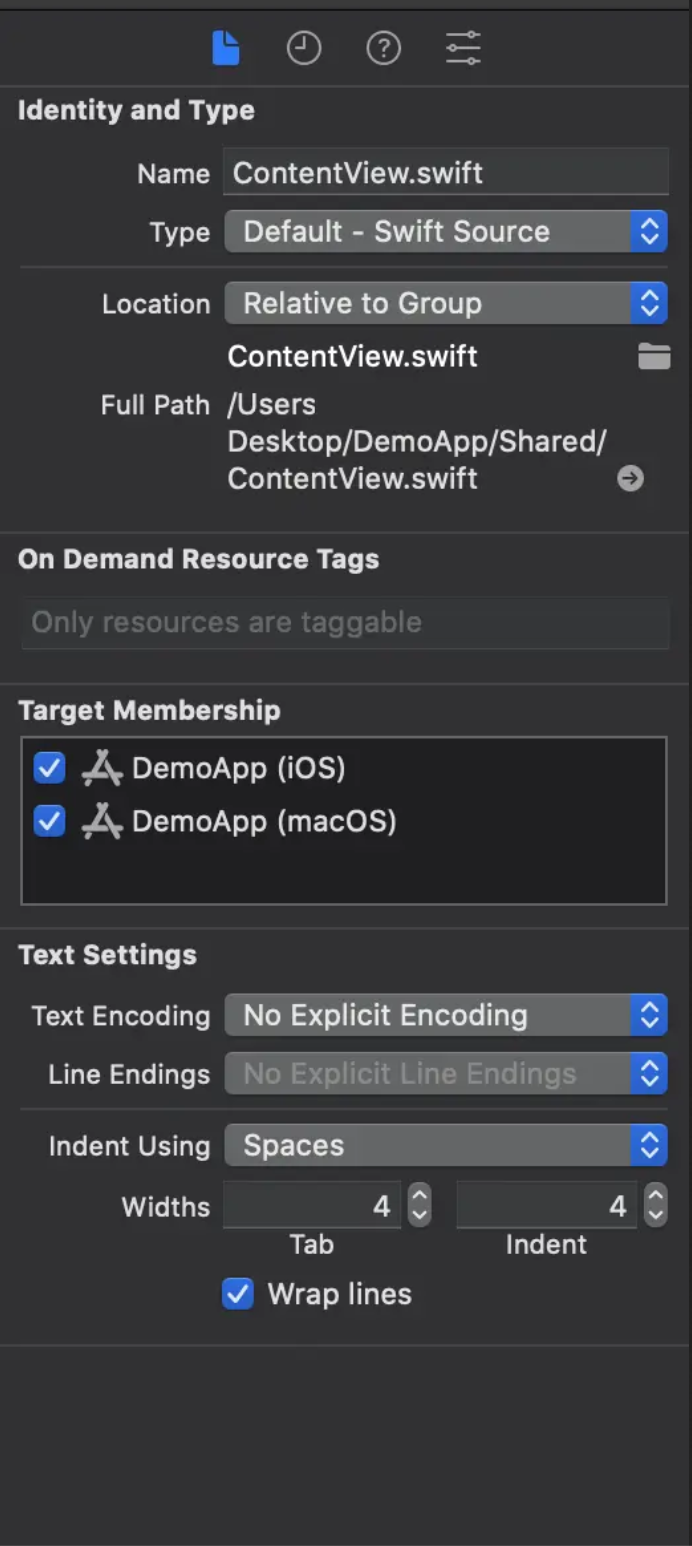 Identity and Type
Name ContentView.swift
Type Default - Swift Source
Location Relative to Group
ContentView.swift
Full Path /Users
Desktop/DemoApp/Shared/
ContentView.swift
On Demand Resource Tags
Only resources are taggable
Target Membership
DemoApp (iOS)
DemoApp (macOS)
Text Settings
Text Encoding No Explicit Encoding
Line Endings No Explicit Line Endings
Indent Using Spaces
Widths 4 4
Tab Indent
Wrap lines